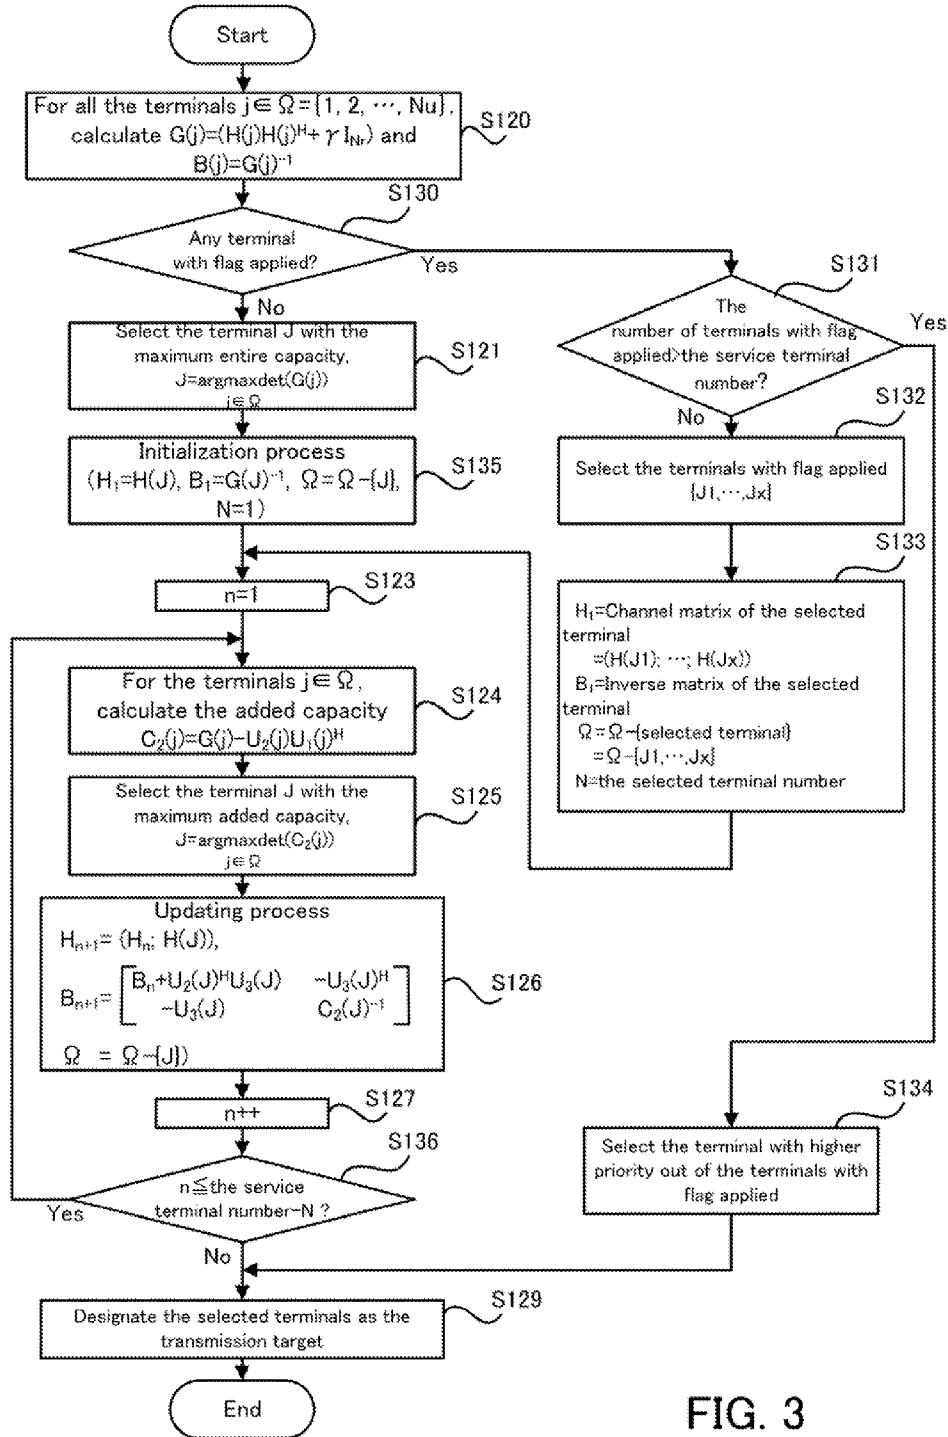 Start
For all the terminals j∈Ω={1, 2, ⋯, Nu},
calculate G(j)=(H(j)H(j)ᴴ+γI_Nr) and
B(j)=G(j)⁻¹
S120
S130
Any terminal
with flag applied?
Yes
No
S131
The
number of terminals with flag
applied>the service terminal
number?
Yes
No
Select the terminal J with the
maximum entire capacity,
J=argmaxdet(G(j))
j∈Ω
S121
S132
Select the terminals with flag applied
{J1,⋯,Jx}
Initialization process
(H₁=H(J), B₁=G(J)⁻¹, Ω=Ω-{J},
N=1)
S135
S133
H₁=Channel matrix of the selected
terminal
=(H(J1); ⋯; H(Jx))
B₁=Inverse matrix of the selected
terminal
Ω=Ω-{selected terminal}
=Ω-{J1,⋯,Jx}
N=the selected terminal number
n=1
S123
For the terminals j∈Ω,
calculate the added capacity
C₂(j)=G(j)-U₂(j)U₁(j)ᴴ
S124
Select the terminal J with the
maximum added capacity,
J=argmaxdet(C₂(j))
j∈Ω
S125
Updating process
Hₙ₊₁= (Hₙ; H(J)),
Bₙ₊₁= [Bₙ+U₂(J)ᴴU₃(J) -U₃(J)ᴴ
-U₃(J) C₂(J)⁻¹]
Ω = Ω-{J})
S126
n++
S127
S136
n≦the service
terminal number-N ?
Yes
No
S134
Select the terminal with higher
priority out of the terminals with
flag applied
Designate the selected terminals as the
transmission target
S129
End
FIG. 3